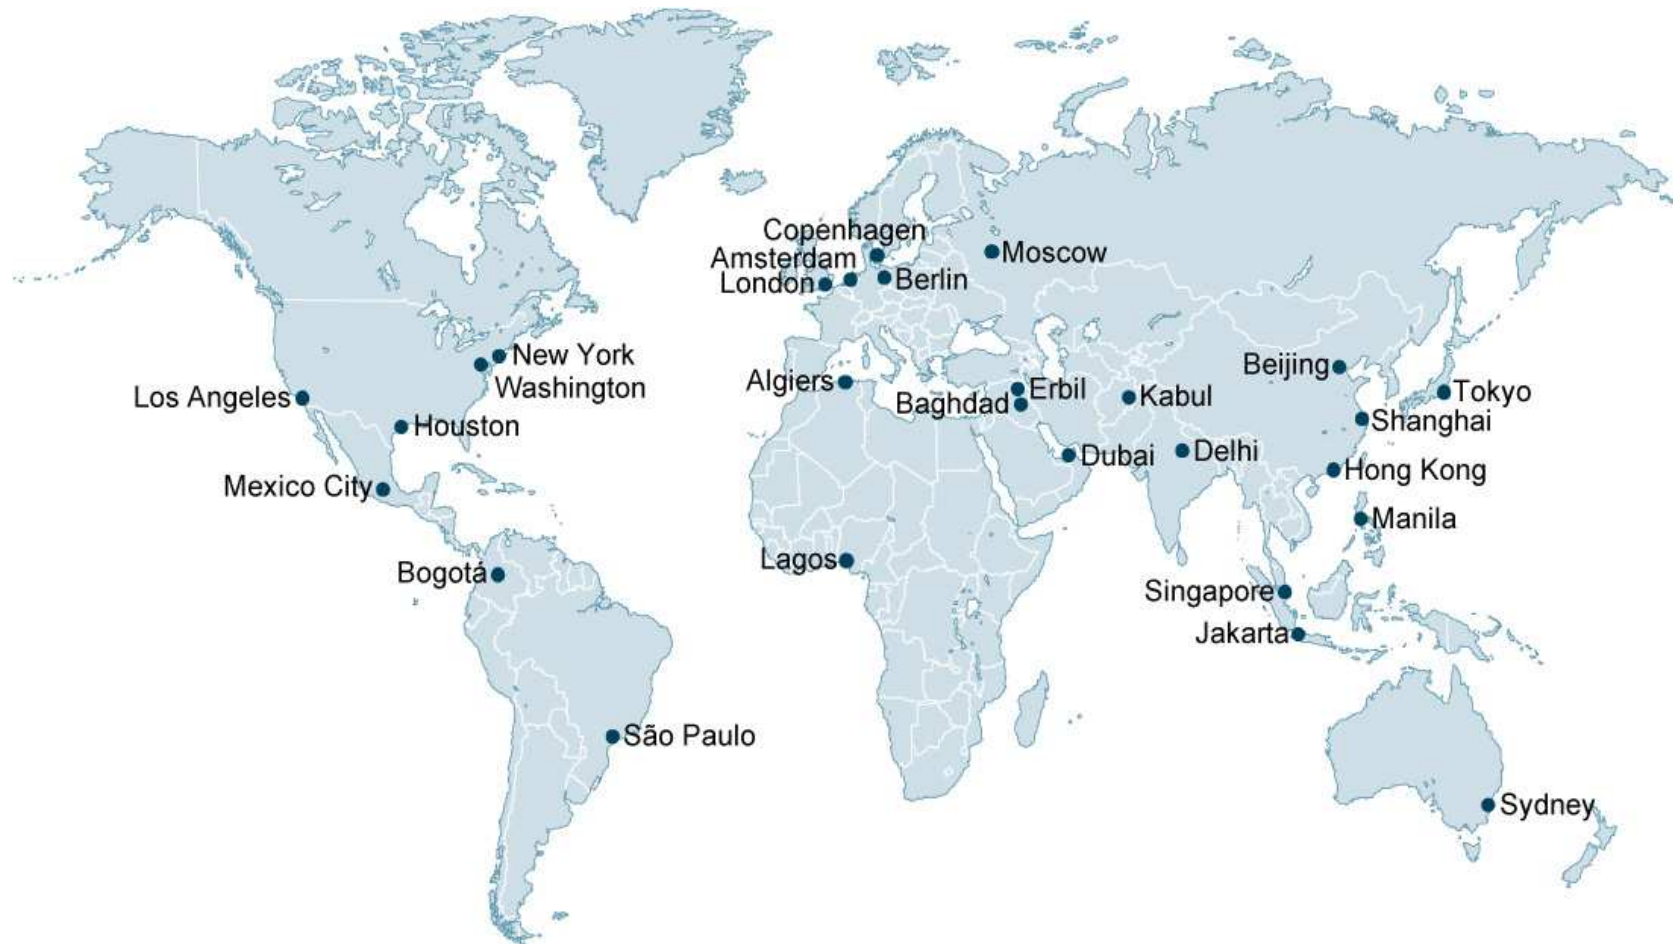 Copenhagen
Amsterdam
London
Berlin
Moscow
New York
Washington
Los Angeles
Houston
Mexico City
Bogotá
São Paulo
Algiers
Erbil
Baghdad
Kabul
Dubai
Delhi
Lagos
Beijing
Tokyo
Shanghai
Hong Kong
Manila
Singapore
Jakarta
Sydney